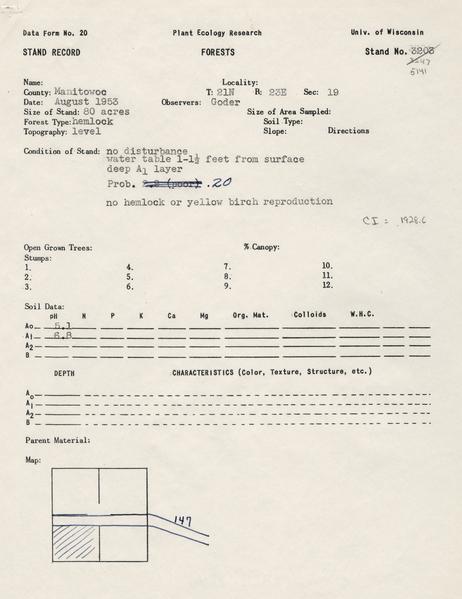 Data Form No. 20 Plant Ecology Research Univ. of Wisconsin
STAND RECORD FORESTS Stand No. 3203
3247
5141
Name: Locality:
County: Manitowoc T: 21N R: 23E Sec: 19
Date: August 1953 Observers: Goder
Size of Stand: 80 acres Size of Area Sampled:
Forest Type: hemlock Soil Type:
Topography: level Slope: Directions
Condition of Stand: no disturbance
water table 1-1½ feet from surface
deep A1 layer
Prob. (poor) .20
no hemlock or yellow birch reproduction
CI = 1928.6
Open Grown Trees: % Canopy:
Stumps:
1. 4. 7. 10.
2. 5. 8. 11.
3. 6. 9. 12.
Soil Data:
pH N P K Ca Mg Org. Mat. Colloids W.H.C.
Ao 5.1
A1 6.8
A2
B
DEPTH CHARACTERISTICS (Color, Texture, Structure, etc.)
Ao
A1
A2
B
Parent Material:
Map:
147